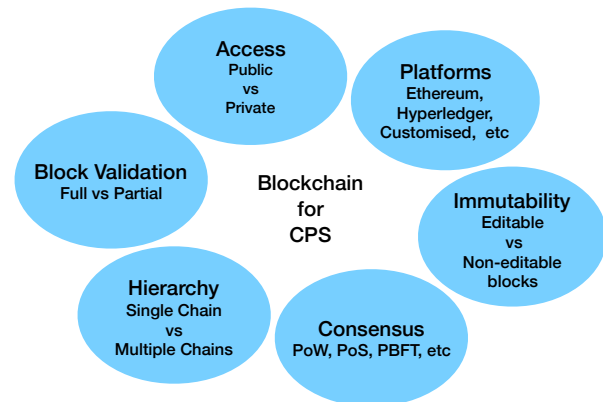 Access
Public
vs
Private
Platforms
Ethereum,
Hyperledger,
Customised, etc
Block Validation
Full vs Partial
Blockchain
for
CPS
Immutability
Editable
vs
Non-editable
blocks
Hierarchy
Single Chain
vs
Multiple Chains
Consensus
PoW, PoS, PBFT, etc